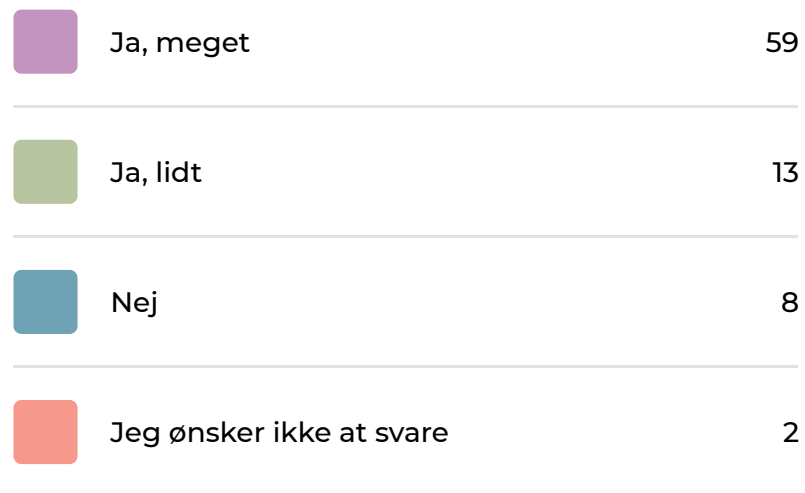 Ja, meget 59
Ja, lidt 13
Nej 8
Jeg ønsker ikke at svare 2